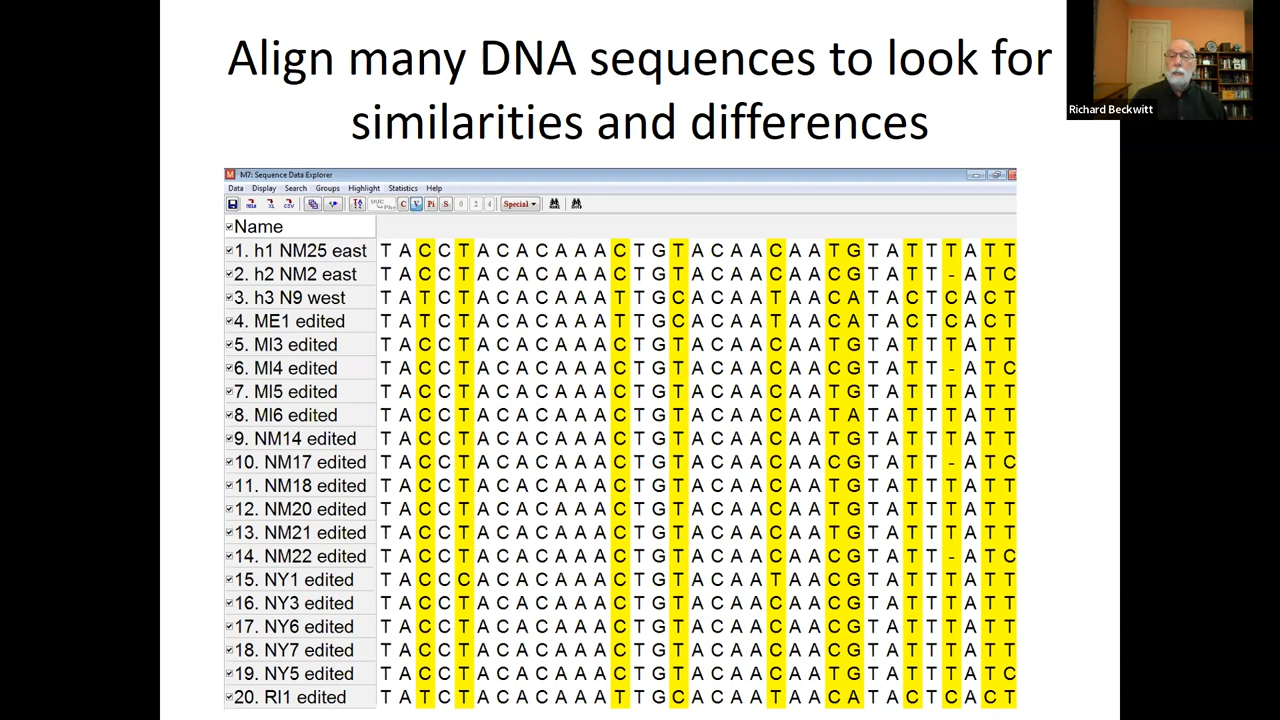 Align many DNA sequences to look for
similarities and differences
Richard Beckwitt
M7: Sequence Data Explorer
Data Display Search Groups Highlight Statistics Help
C V Pi S 0 2 4 Special
Name
1. h1 NM25 east T A C C T A C A C A A A C T G T A C A A C A A T G T A T T T A T T
2. h2 NM2 east T A C C T A C A C A A A C T G T A C A A C A A C G T A T T - A T C
3. h3 N9 west T A T C T A C A C A A A T T G C A C A A T A A C A T A C T C A C T
4. ME1 edited T A T C T A C A C A A A T T G C A C A A T A A C A T A C T C A C T
5. MI3 edited T A C C T A C A C A A A C T G T A C A A C A A T G T A T T T A T T
6. MI4 edited T A C C T A C A C A A A C T G T A C A A C A A C G T A T T - A T C
7. MI5 edited T A C C T A C A C A A A C T G T A C A A C A A T G T A T T T A T T
8. MI6 edited T A C C T A C A C A A A C T G T A C A A C A A T A T A T T T A T T
9. NM14 edited T A C C T A C A C A A A C T G T A C A A C A A T G T A T T T A T T
10. NM17 edited T A C C T A C A C A A A C T G T A C A A C A A C G T A T T - A T C
11. NM18 edited T A C C T A C A C A A A C T G T A C A A C A A T G T A T T T A T T
12. NM20 edited T A C C T A C A C A A A C T G T A C A A C A A T G T A T T T A T T
13. NM21 edited T A C C T A C A C A A A C T G T A C A A C A A T G T A T T T A T T
14. NM22 edited T A C C T A C A C A A A C T G T A C A A C A A C G T A T T - A T C
15. NY1 edited T A C C C A C A C A A A C T G T A C A A T A A C G T A T T T A T T
16. NY3 edited T A C C T A C A C A A A C T G T A C A A C A A C G T A T T T A T T
17. NY6 edited T A C C T A C A C A A A C T G T A C A A C A A C G T A T T T A T T
18. NY7 edited T A C C T A C A C A A A C T G T A C A A C A A C G T A T T T A T T
19. NY5 edited T A C C T A C A C A A A C T G T A C A A C A A T G T A T T T A T C
20. RI1 edited T A T C T A C A C A A A T T G C A C A A T A A C A T A C T C A C T